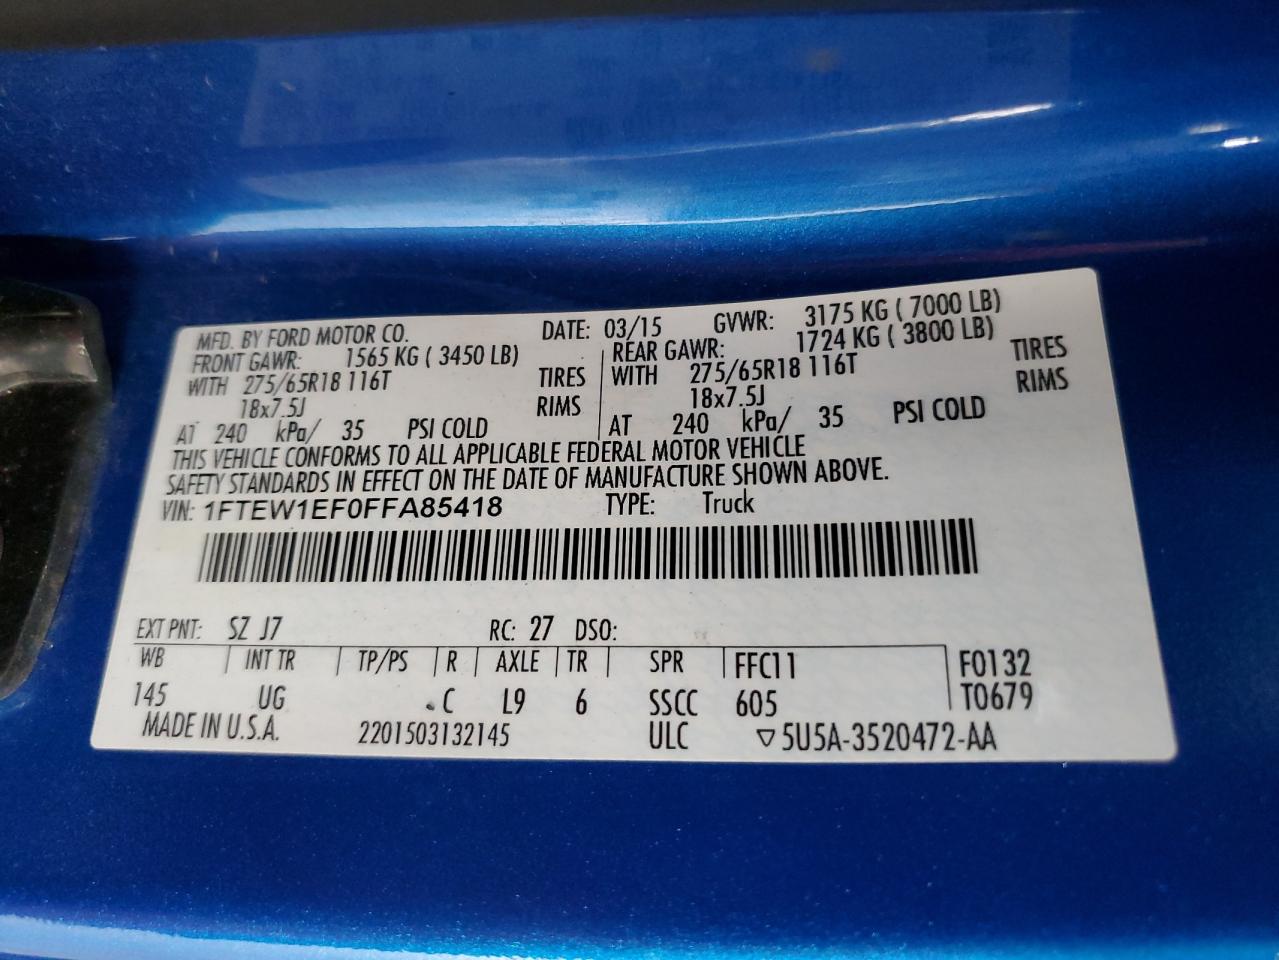 MFD. BY FORD MOTOR CO. DATE: 03/15 GVWR: 3175 KG ( 7000 LB)
FRONT GAWR: 1565 KG ( 3450 LB) REAR GAWR: 1724 KG ( 3800 LB)
WITH 275/65R18 116T TIRES WITH 275/65R18 116T TIRES
18x7.5J RIMS 18x7.5J RIMS
AT 240 kPa/ 35 PSI COLD AT 240 kPa/ 35 PSI COLD
THIS VEHICLE CONFORMS TO ALL APPLICABLE FEDERAL MOTOR VEHICLE
SAFETY STANDARDS IN EFFECT ON THE DATE OF MANUFACTURE SHOWN ABOVE.
VIN: 1FTEW1EF0FFA85418 TYPE: Truck
EXT PNT: SZ J7 RC: 27 DSO:
WB INT TR TP/PS R AXLE TR SPR FFC11 F0132
145 UG . C L9 6 SSCC 605 T0679
MADE IN U.S.A. 2201503132145 ULC ▽5U5A-3520472-AA